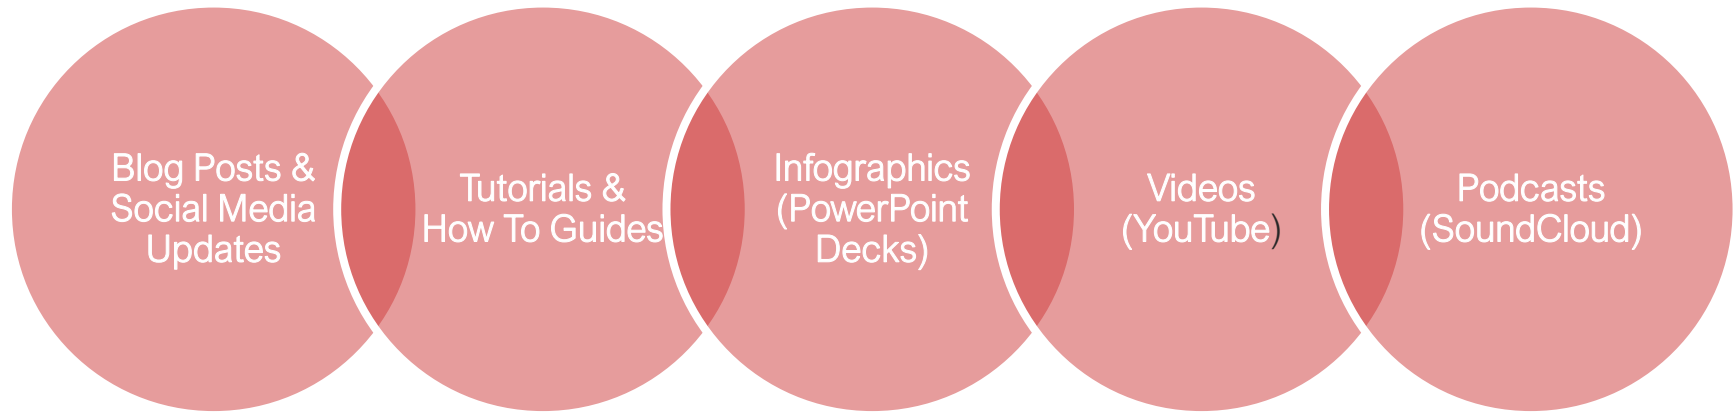 Blog Posts &
Social Media
Updates
Tutorials &
How To Guides
Infographics
(PowerPoint
Decks)
Videos
(YouTube)
Podcasts
(SoundCloud)